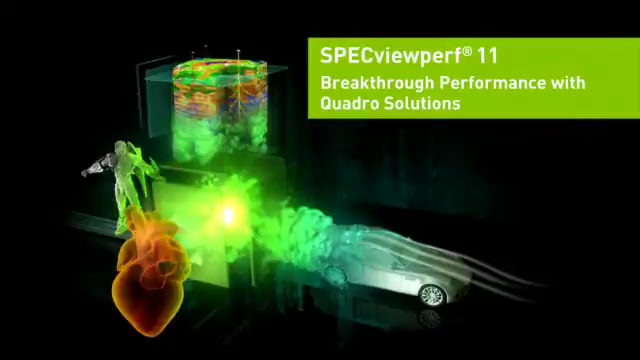 SPECviewperf® 11
Breakthrough Performance with
Quadro Solutions